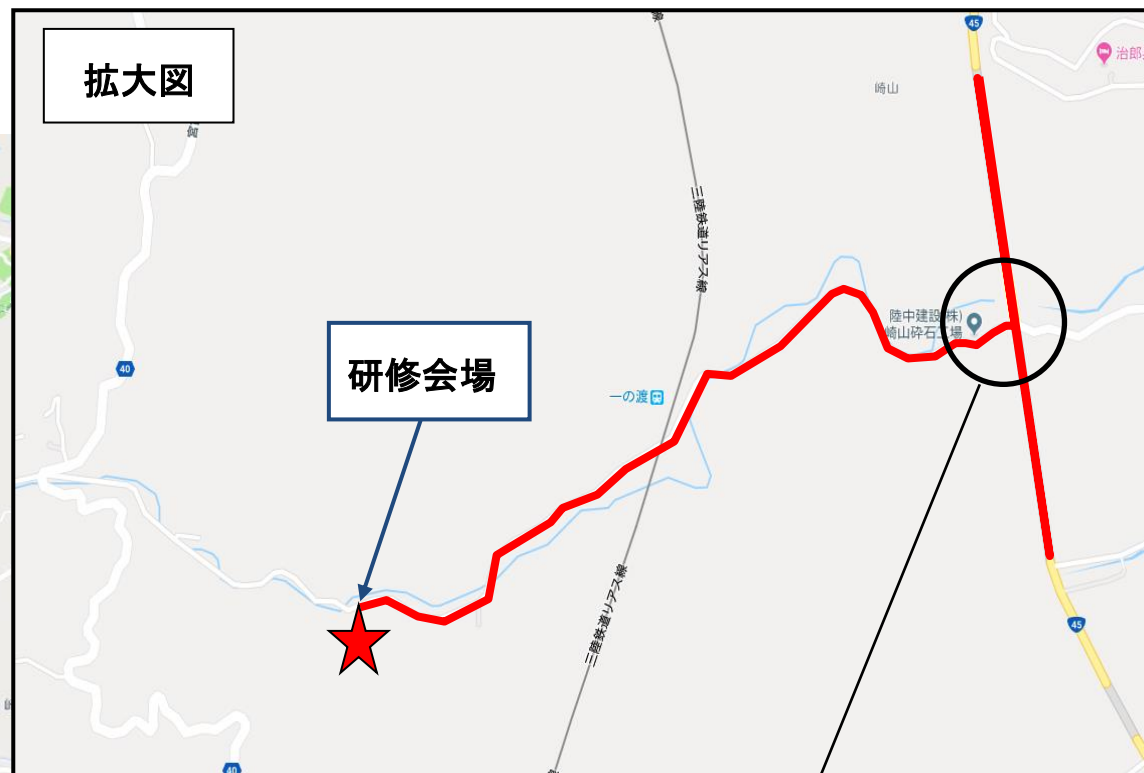 拡大図
45
治郎
崎山
三陸鉄道リアス線
陸中建設(株)
崎山砕石工場
40
研修会場
一の渡
三陸鉄道リアス線
45
40